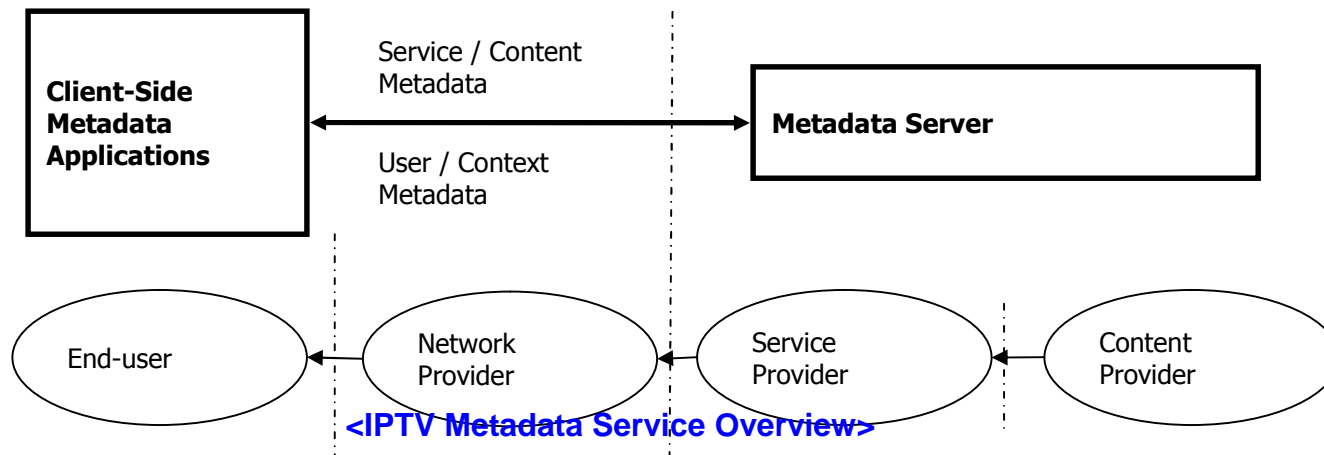 Client-Side
Metadata
Applications
Service / Content
Metadata
User / Context
Metadata
Metadata Server
End-user
Network
Provider
Service
Provider
Content
Provider
<IPTV Metadata Service Overview>